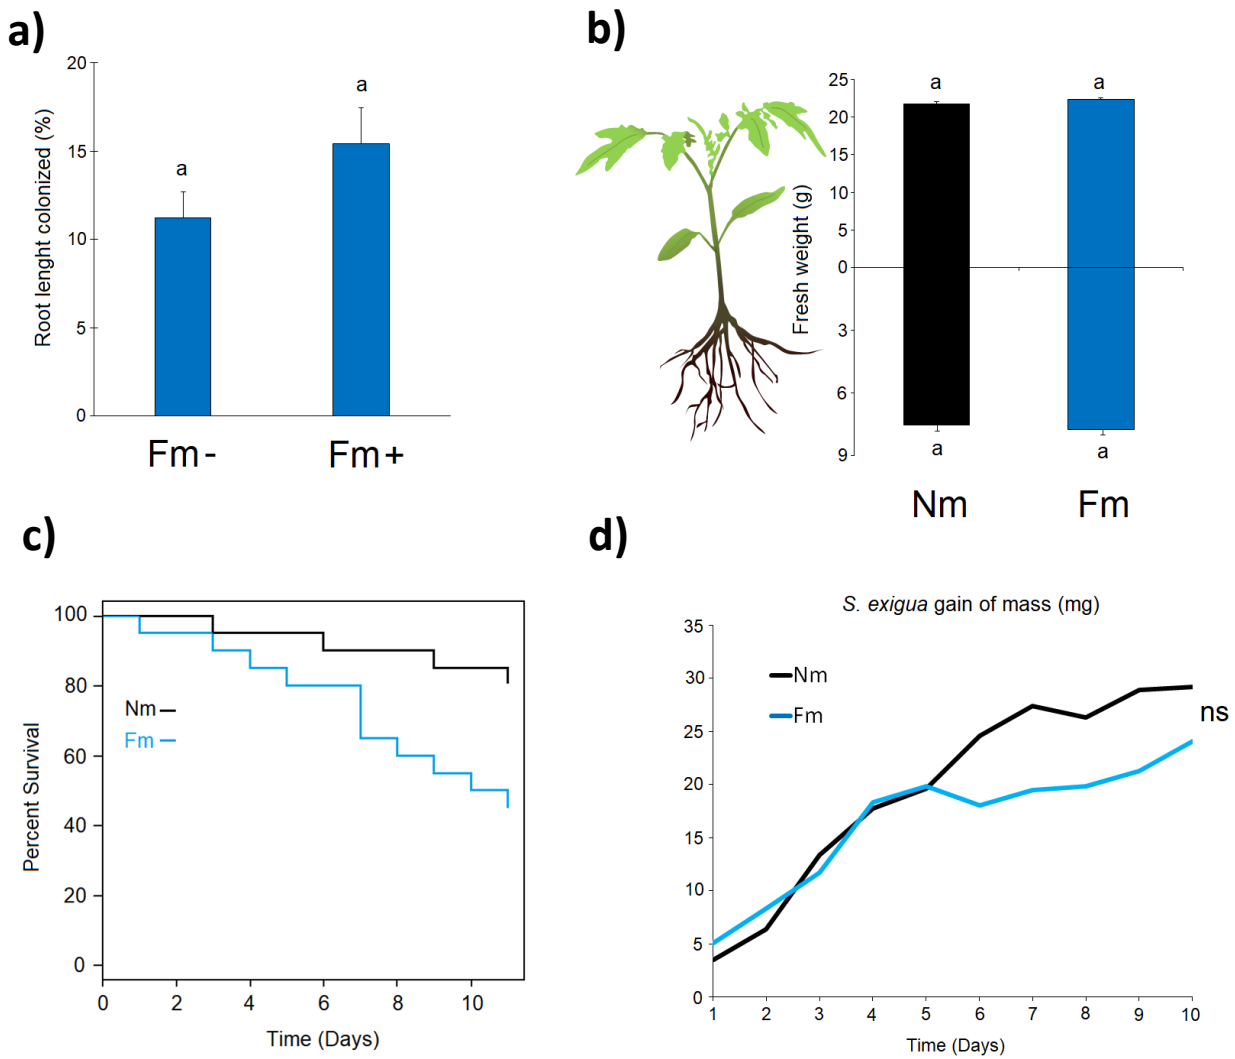 a)
20
15
10
5
0
Root lenght colonized (%)
a
a
Fm-
Fm+
b)
25
20
15
10
5
0
3
6
9
Fresh weight (g)
a
a
a
a
Nm
Fm
c)
100
80
60
40
20
0
Percent Survival
Nm
Fm
0 2 4 6 8 10
Time (Days)
d)
S. exigua gain of mass (mg)
35
30
25
20
15
10
5
0
Nm
Fm
ns
1 2 3 4 5 6 7 8 9 10
Time (Days)